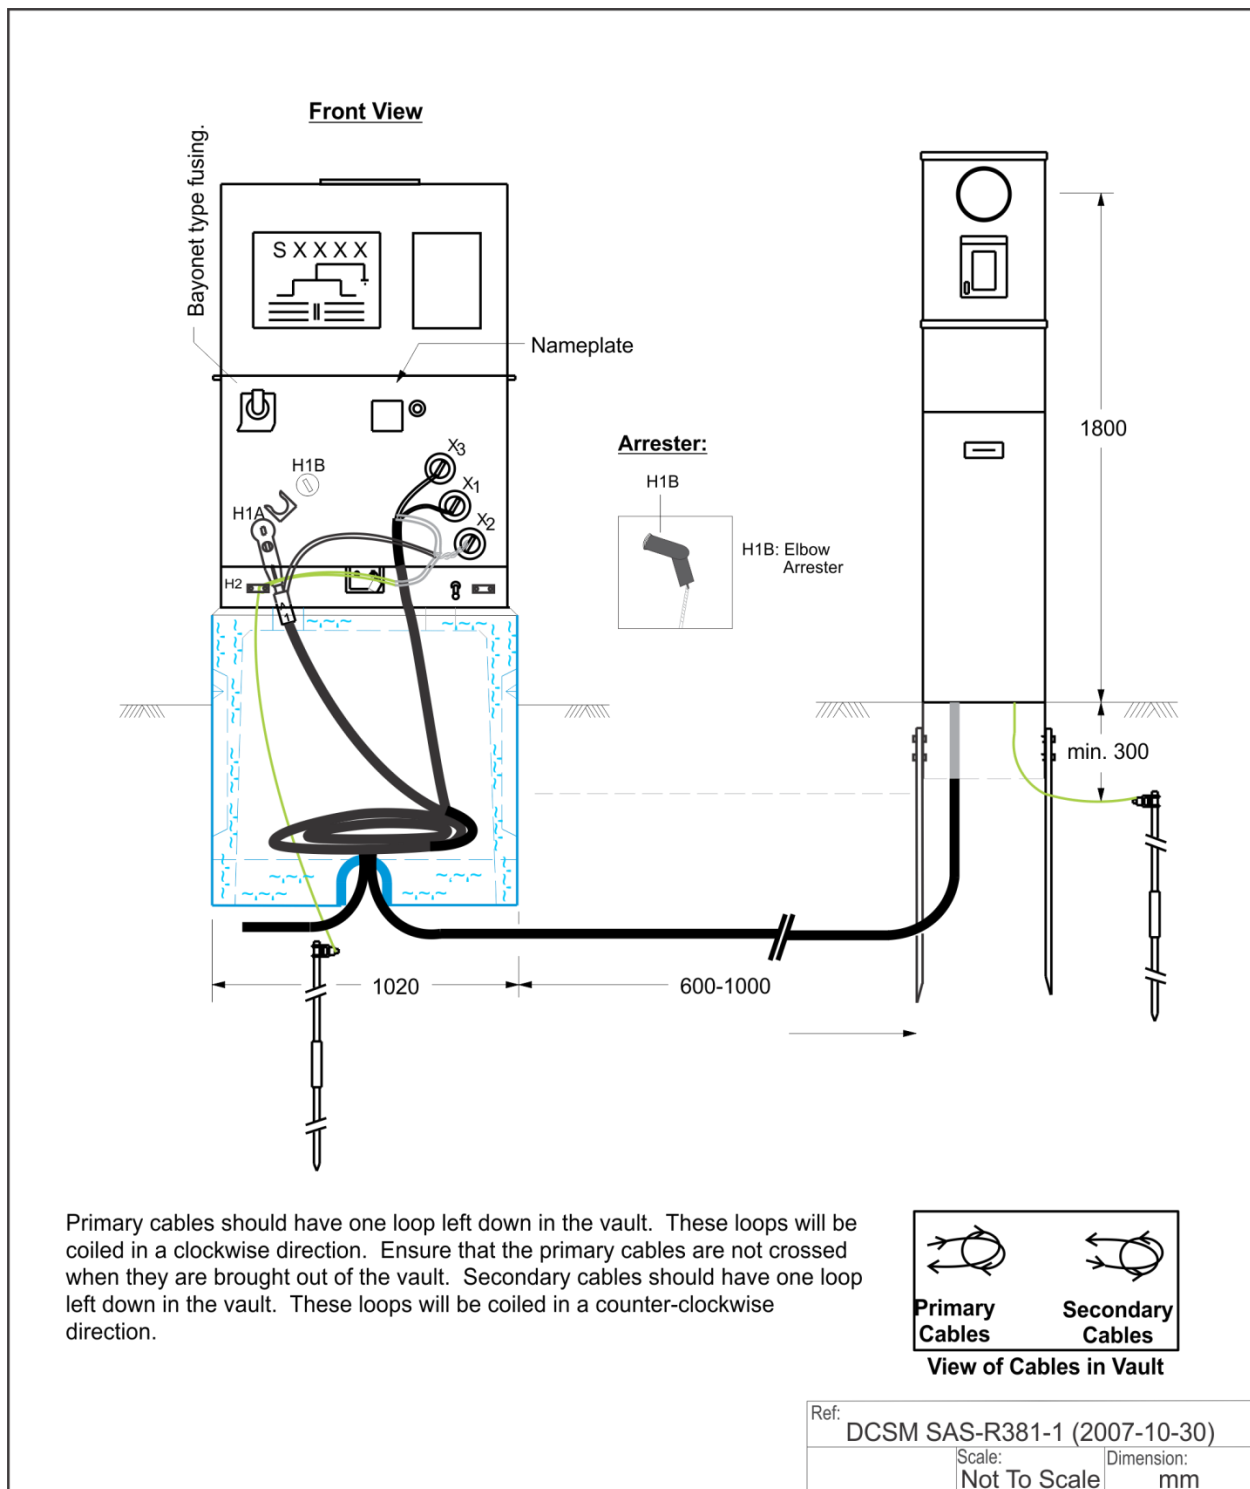 Front View
Bayonet type fusing.
S X X X X
Nameplate
X3
H1B
X1
H1A
X2
H2
Arrester:
H1B
H1B: Elbow
Arrester
1800
min. 300
1020
600-1000
Primary cables should have one loop left down in the vault. These loops will be
coiled in a clockwise direction. Ensure that the primary cables are not crossed
when they are brought out of the vault. Secondary cables should have one loop
left down in the vault. These loops will be coiled in a counter-clockwise
direction.
Primary
Cables
Secondary
Cables
View of Cables in Vault
Ref:
DCSM SAS-R381-1 (2007-10-30)
Scale:
Not To Scale
Dimension:
mm